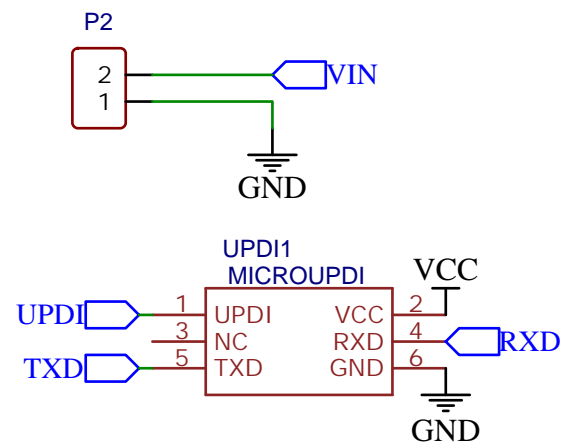 P2
2 VIN
1
GND
UPDI1
MICROUPDI
VCC
UPDI 1 UPDI VCC 2
3 NC RXD 4 RXD
TXD 5 TXD GND 6
GND